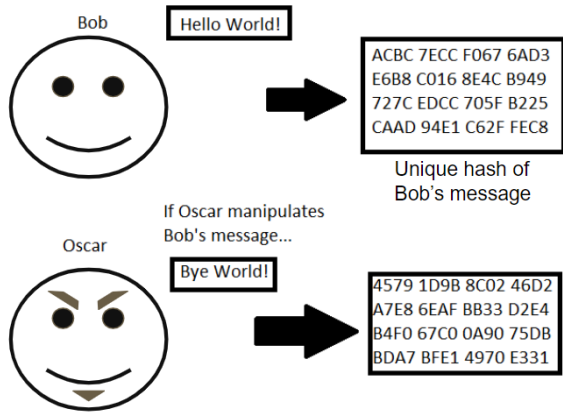 Bob
Hello World!
ACBC 7ECC F067 6AD3
E6B8 C016 8E4C B949
727C EDCC 705F B225
CAAD 94E1 C62F FEC8
Unique hash of
Bob's message
If Oscar manipulates
Bob's message...
Oscar
Bye World!
4579 1D9B 8C02 46D2
A7E8 6EAF BB33 D2E4
B4F0 67C0 0A90 75DB
BDA7 BFE1 4970 E331